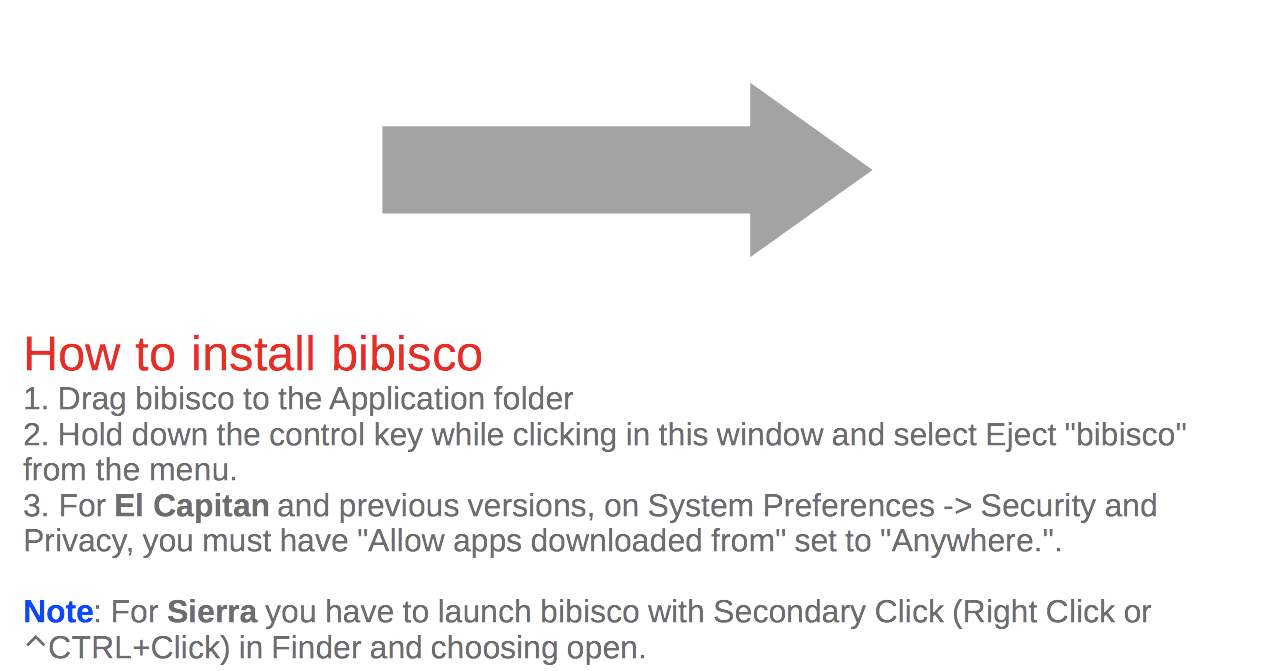 How to install bibisco
1. Drag bibisco to the Application folder
2. Hold down the control key while clicking in this window and select Eject "bibisco"
from the menu.
3. For El Capitan and previous versions, on System Preferences -> Security and
Privacy, you must have "Allow apps downloaded from" set to "Anywhere.".
Note: For Sierra you have to launch bibisco with Secondary Click (Right Click or
^CTRL+Click) in Finder and choosing open.